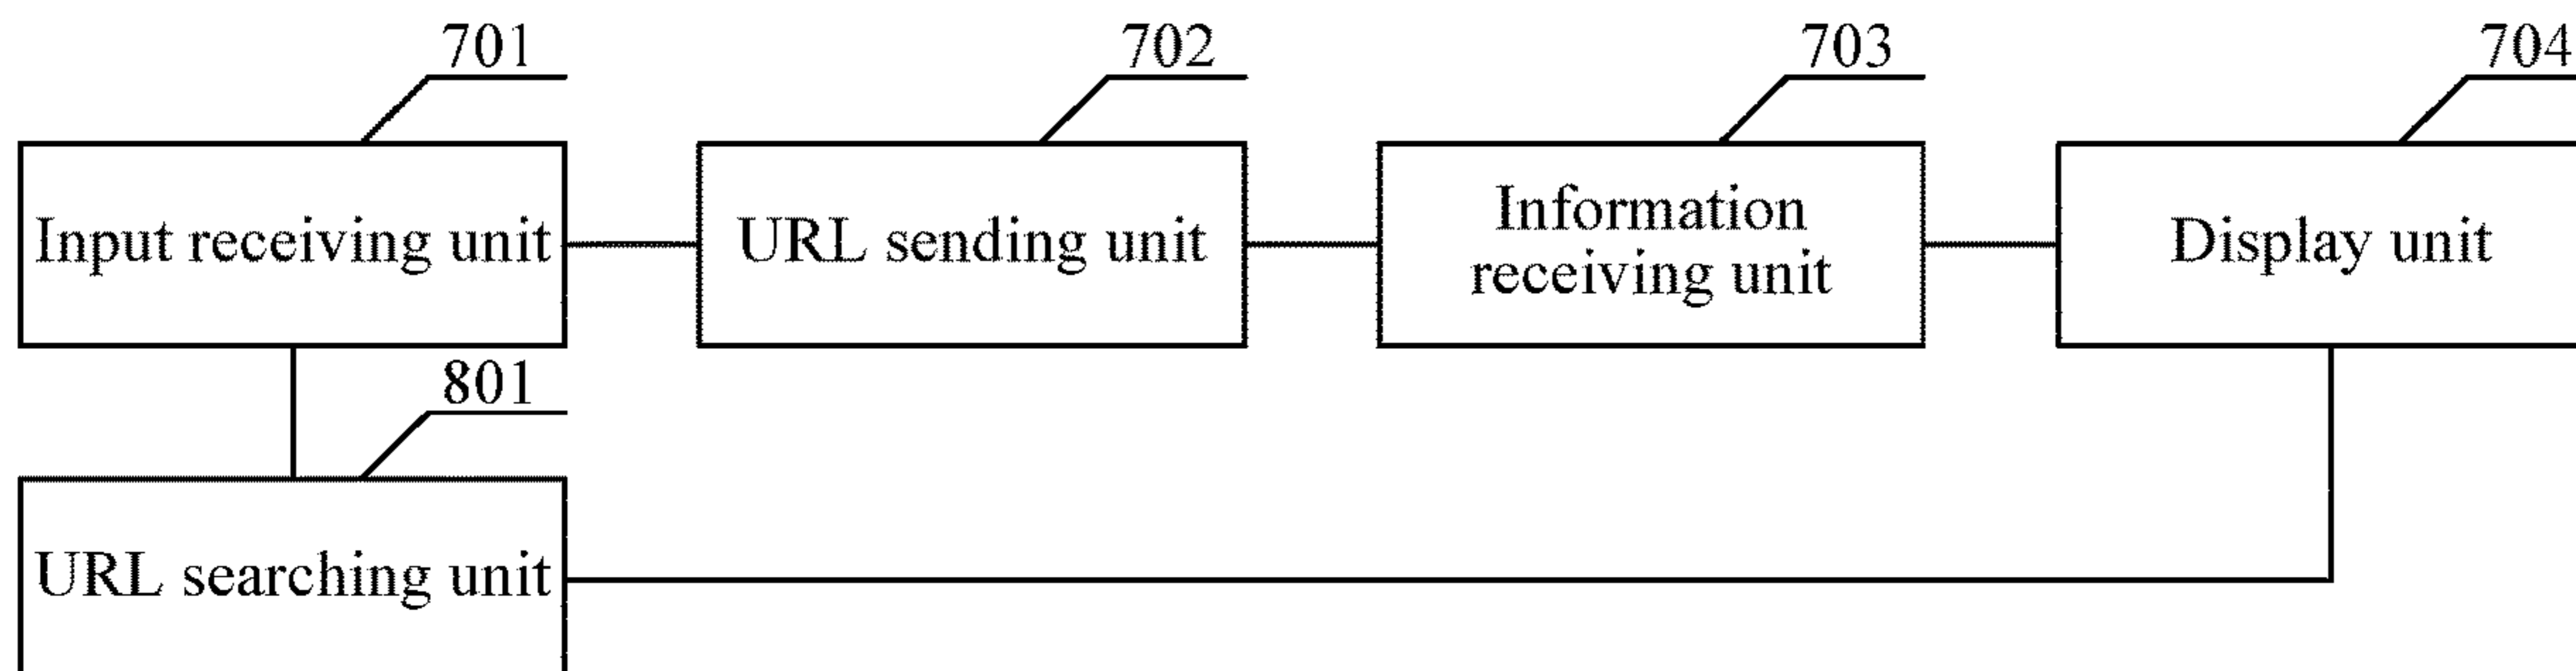 701
702
703
704
Input receiving unit
URL sending unit
Information
receiving unit
Display unit
801
URL searching unit